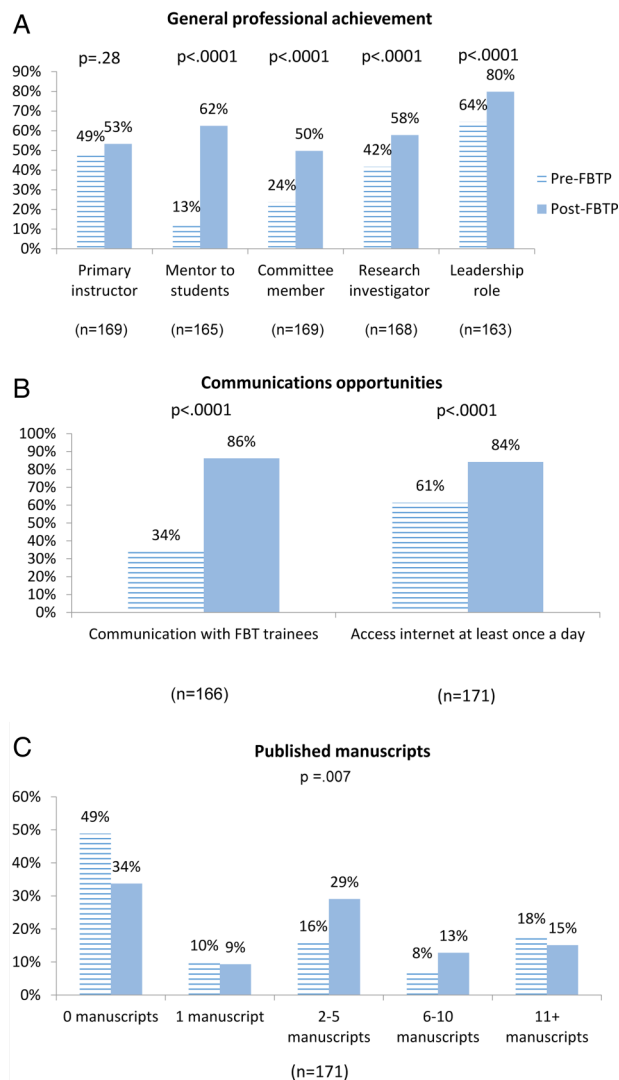 A
General professional achievement
p=.28 p<.0001 p<.0001 p<.0001 p<.0001
90%
80%
70%
60%
50%
40%
30%
20%
10%
0%
49% 53% 13% 62% 24% 50% 42% 58% 64% 80%
Pre-FBTP
Post-FBTP
Primary instructor
Mentor to students
Committee member
Research investigator
Leadership role
(n=169) (n=165) (n=169) (n=168) (n=163)
B
Communications opportunities
p<.0001 p<.0001
100%
90%
80%
70%
60%
50%
40%
30%
20%
10%
0%
34% 86% 61% 84%
Communication with FBT trainees Access internet at least once a day
(n=166) (n=171)
C
Published manuscripts
p =.007
60%
50%
40%
30%
20%
10%
0%
49% 34% 10% 9% 16% 29% 8% 13% 18% 15%
0 manuscripts
1 manuscript
2-5 manuscripts
6-10 manuscripts
11+ manuscripts
(n=171)